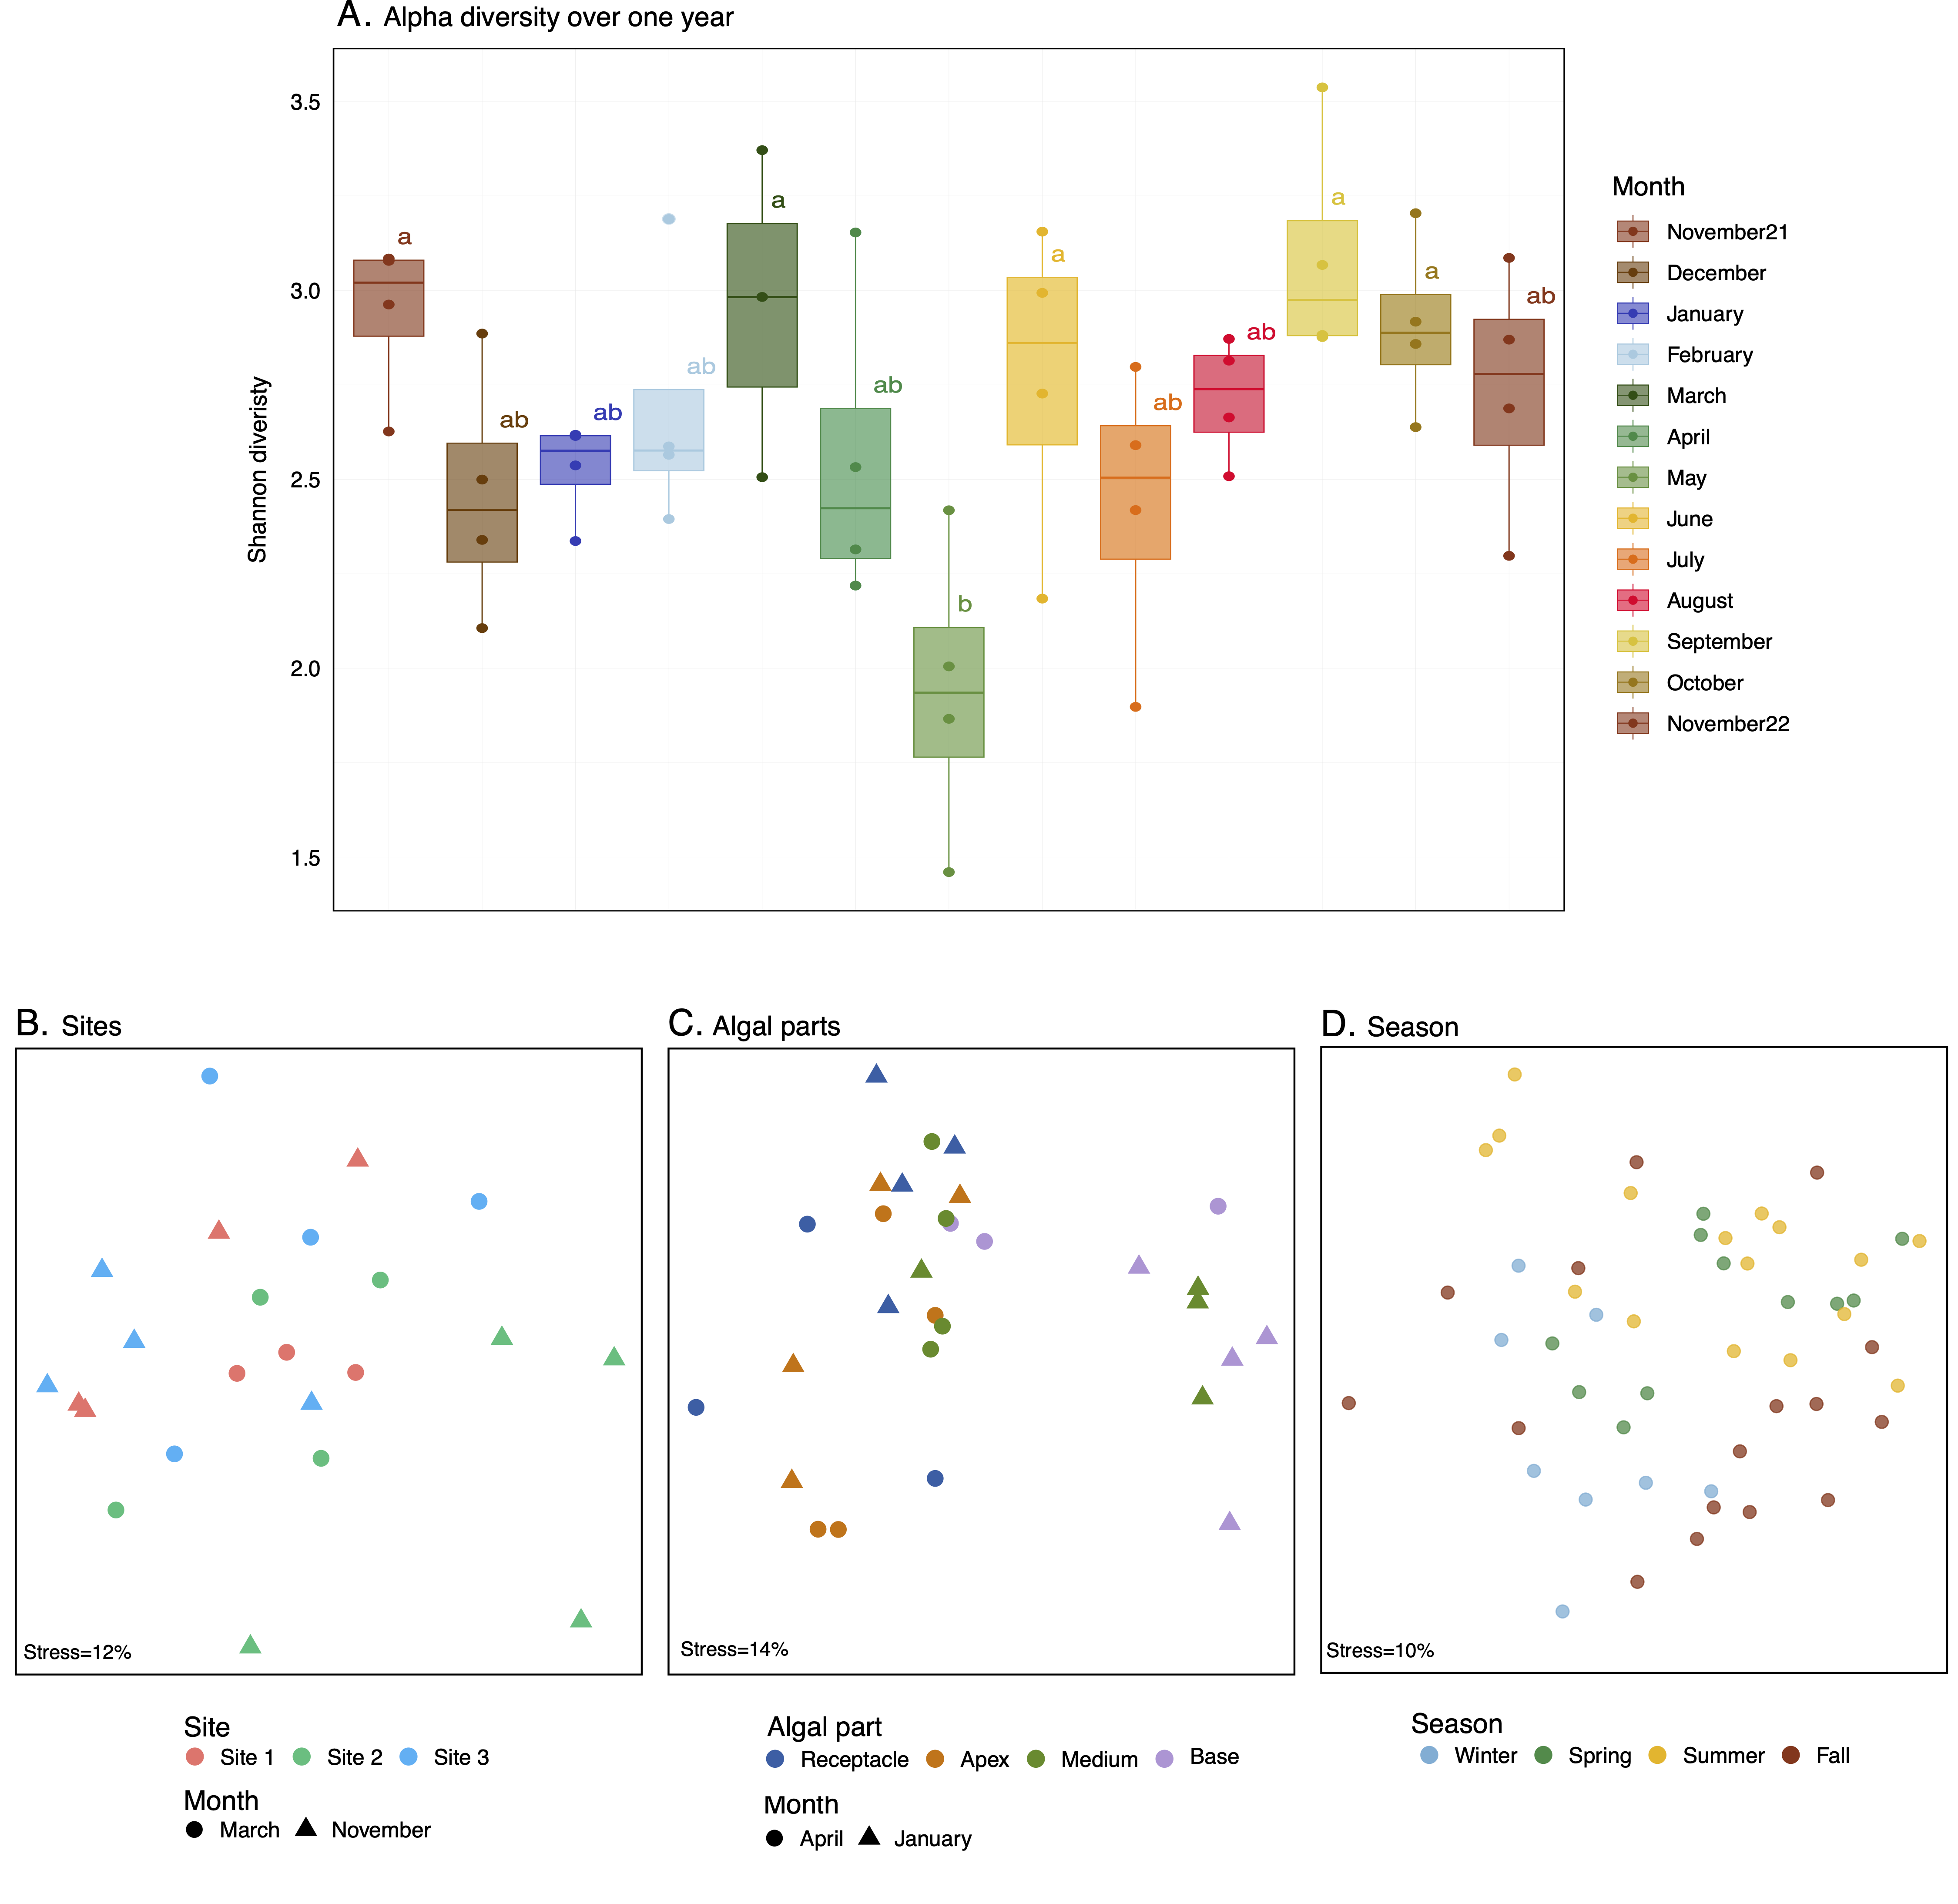 A. Alpha diversity over one year
3.5
3.0
2.5
2.0
1.5
Shannon diveristy
a
ab
ab
ab
a
ab
b
a
ab
ab
a
a
ab
Month
November21
December
January
February
March
April
May
June
July
August
September
October
November22
B. Sites
Stress=12%
Site
Site 1 Site 2 Site 3
Month
March November
C. Algal parts
Stress=14%
Algal part
Receptacle Apex Medium Base
Month
April January
D. Season
Stress=10%
Season
Winter Spring Summer Fall